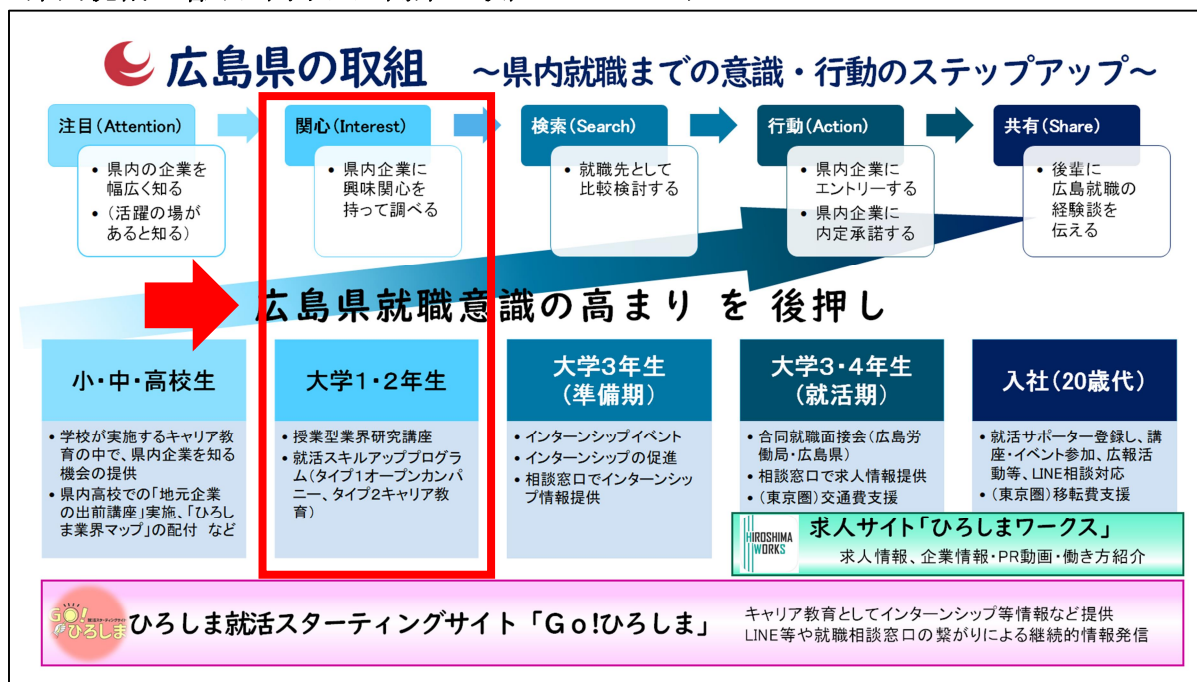 広島県の取組 ～県内就職までの意識・行動のステップアップ～
注目(Attention)
• 県内の企業を
幅広く知る
• (活躍の場が
あると知る)
関心(Interest)
• 県内企業に
興味関心を
持って調べる
検索(Search)
• 就職先として
比較検討する
行動(Action)
• 県内企業に
エントリーする
• 県内企業に
内定承諾する
共有(Share)
• 後輩に
広島就職の
経験談を
伝える
広島県就職意識の高まり を 後押し
小・中・高校生
• 学校が実施するキャリア教
育の中で、県内企業を知る
機会の提供
• 県内高校での「地元企業
の出前講座」実施、「ひろし
ま業界マップ」の配付 など
大学1・2年生
• 授業型業界研究講座
• 就活スキルアッププログラ
ム(タイプ1オープンカンパ
ニー、タイプ2キャリア教
育)
大学3年生
(準備期)
• インターンシップイベント
• インターンシップの促進
• 相談窓口でインターンシッ
プ情報提供
大学3・4年生
(就活期)
• 合同就職面接会(広島労
働局・広島県)
• 相談窓口で求人情報提供
• (東京圏)交通費支援
入社(20歳代)
• 就活サポーター登録し、講
座・イベント参加、広報活
動等、LINE相談対応
• (東京圏)移転費支援
HIROSHIMA
WORKS
求人サイト「ひろしまワークス」
求人情報、企業情報・PR動画・働き方紹介
GO!
ひろしま
ひろしま就活スターティングサイト「Go!ひろしま」
キャリア教育としてインターンシップ等情報など提供
LINE等や就職相談窓口の繋がりによる継続的情報発信